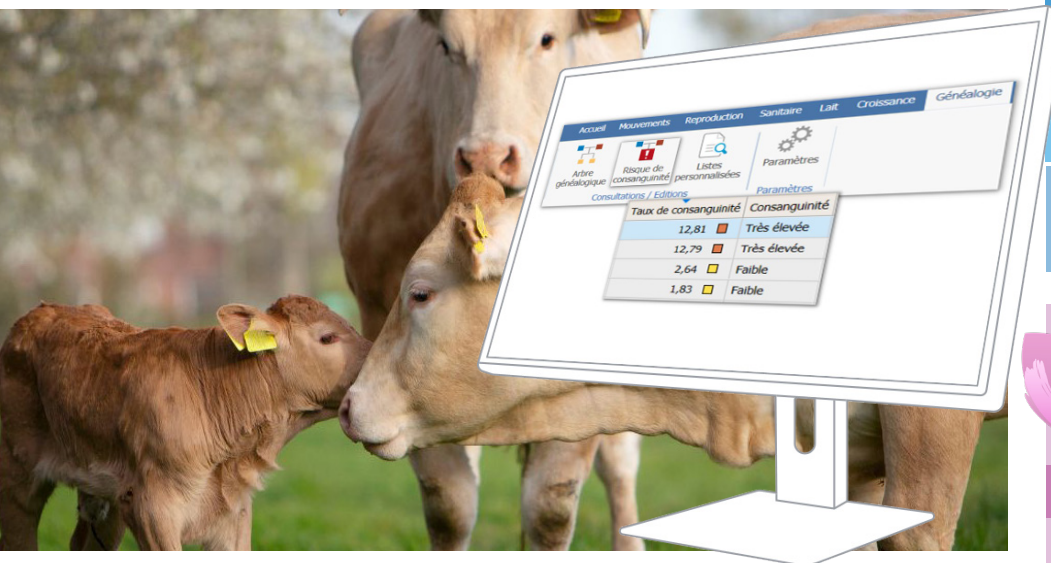 Accueil Mouvements Reproduction Sanitaire Lait Croissance Généalogie
Arbre
généalogique
Risque de
consanguinité
Listes
personnalisées
Paramètres
Consultations / Editions
Paramètres
Taux de consanguinité Consanguinité
12,81 Très élevée
12,79 Très élevée
2,64 Faible
1,83 Faible